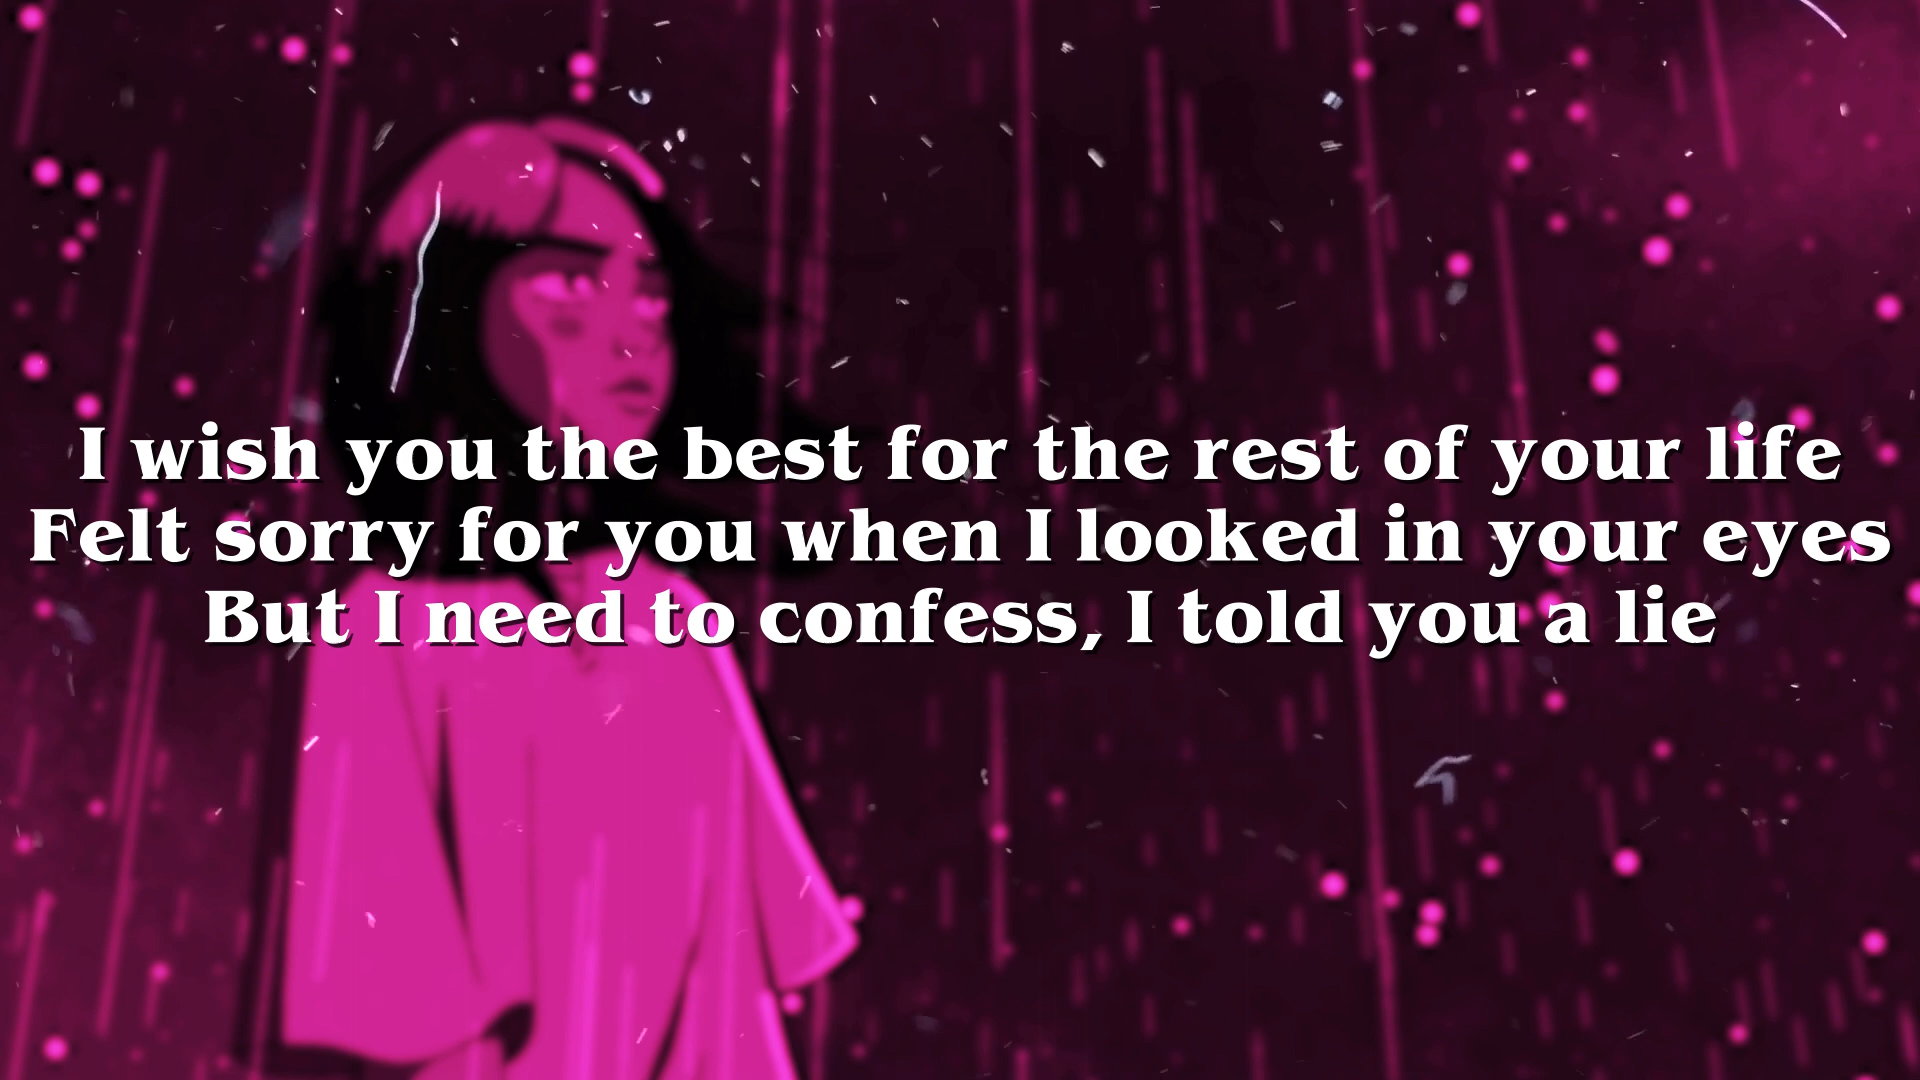 I wish you the best for the rest of your life
Felt sorry for you when I looked in your eyes
But I need to confess, I told you a lie